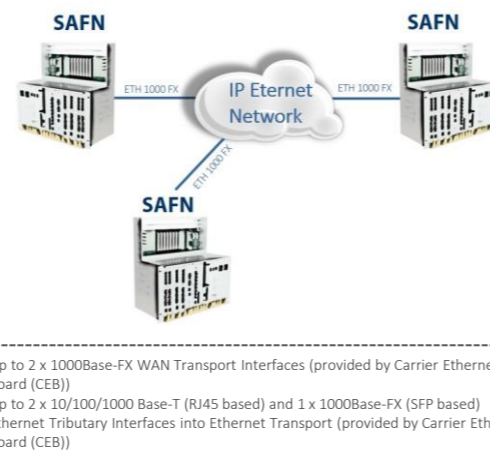 SAFN
SAFN
ETH 1000 FX
IP Eternet
Network
ETH 1000 FX
ETH 1000 FX
SAFN
p to 2 x 1000Base-FX WAN Transport Interfaces (provided by Carrier Etherne
oard (CEB))
p to 2 x 10/100/1000 Base-T (RJ45 based) and 1 x 1000Base-FX (SFP based)
thernet Tributary Interfaces into Ethernet Transport (provided by Carrier Eth
oard (CEB))